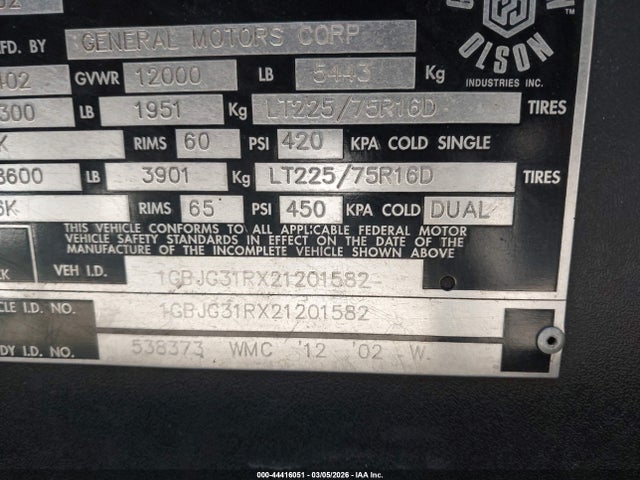 OLSON
™
INDUSTRIES INC.
MFD. BY GENERAL MOTORS CORP
402 GVWR 12000 LB 5443 Kg
300 LB 1951 Kg LT225/75R16D TIRES
RIMS 60 PSI 420 KPA COLD SINGLE
8600 LB 3901 Kg LT225/75R16D TIRES
6K RIMS 65 PSI 450 KPA COLD DUAL
THIS VEHICLE CONFORMS TO ALL APPLICABLE FEDERAL MOTOR
VEHICLE SAFETY STANDARDS IN EFFECT ON THE DATE OF THE
MANUFACTURE OF THE INCOMPLETE VEHICLE SHOWN ABOVE
VEH I.D. 1GBJG31RX21201582
CLE I.D. NO. 1GBJG31RX21201582
DY I.D. NO. 538373 WMC '12 '02 W
000-44416051 - 03/05/2026 - IAA Inc.